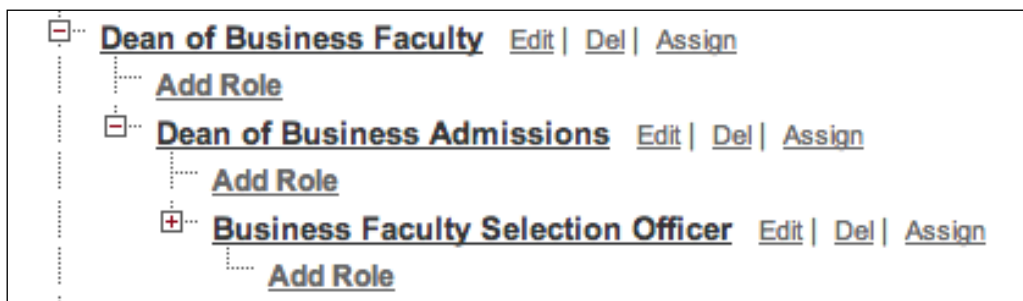 Dean of Business Faculty Edit | Del | Assign
Add Role
Dean of Business Admissions Edit | Del | Assign
Add Role
Business Faculty Selection Officer Edit | Del | Assign
Add Role